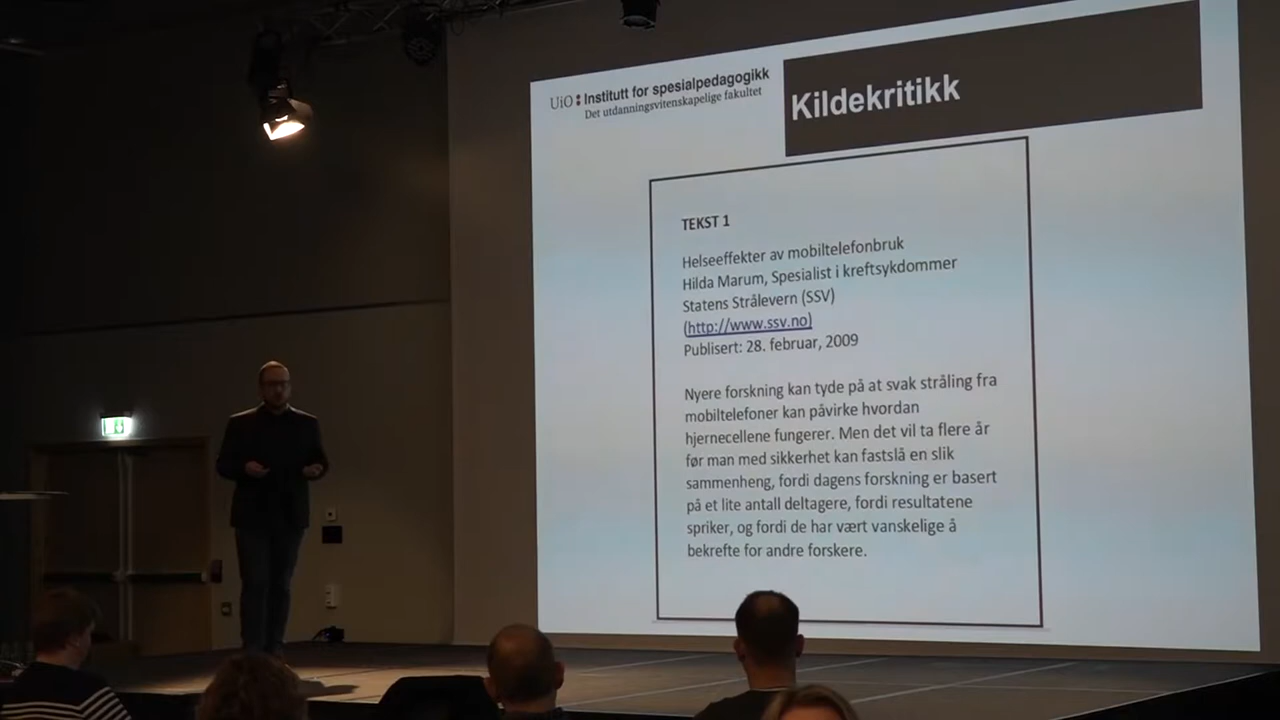 UiO : Institutt for spesialpedagogikk
Det utdanningsvitenskapelige fakultet
Kildekritikk
TEKST 1
Helseeffekter av mobiltelefonbruk
Hilda Marum, Spesialist i kreftsykdommer
Statens Strålevern (SSV)
(http://www.ssv.no)
Publisert: 28. februar, 2009
Nyere forskning kan tyde på at svak stråling fra
mobiltelefoner kan påvirke hvordan
hjernecellene fungerer. Men det vil ta flere år
før man med sikkerhet kan fastslå en slik
sammenheng, fordi dagens forskning er basert
på et lite antall deltagere, fordi resultatene
spriker, og fordi de har vært vanskelige å
bekrefte for andre forskere.